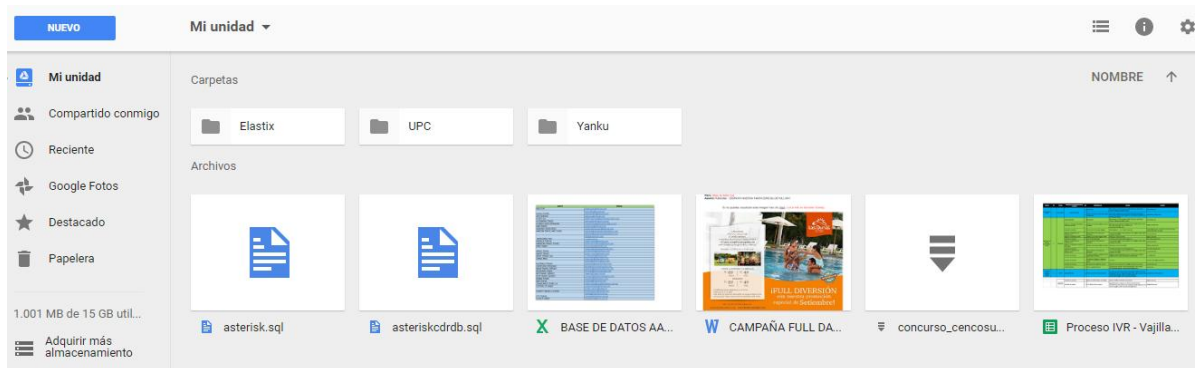 NUEVO
Mi unidad
Mi unidad
Compartido conmigo
Reciente
Google Fotos
Destacado
Papelera
1.001 MB de 15 GB util...
Adquirir más
almacenamiento
Carpetas
NOMBRE
Elastix
UPC
Yanku
Archivos
¡FULL DIVERSIÓN
Setiembre!
asterisk.sql
asteriskcdrdb.sql
X BASE DE DATOS AA...
W CAMPAÑA FULL DA...
concurso_cencosu...
Proceso IVR - Vajilla...